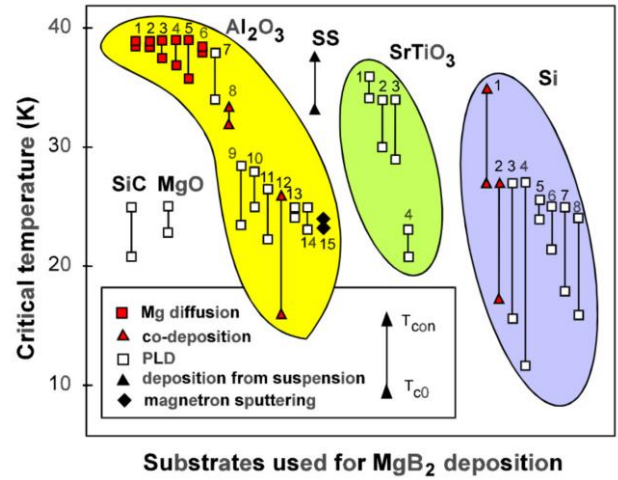 Critical temperature (K)
40
30
20
10
Al2O3
SS
SrTiO3
Si
SiC
MgO
1 2 3 4 5 6
7
8
9 10
11
12
13
14
15
1
2 3
4
1
2 3 4
5
6 7
8
Mg diffusion
co-deposition
PLD
deposition from suspension
magnetron sputtering
Tcon
Tc0
Substrates used for MgB2 deposition